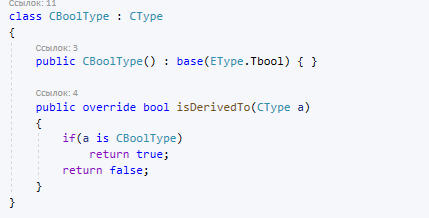 Ссылок: 11
class CBoolType : CType
{
Ссылок: 3
public CBoolType() : base(EType.Tbool) { }
Ссылок: 4
public override bool isDerivedTo(CType a)
{
if(a is CBoolType)
return true;
return false;
}
}